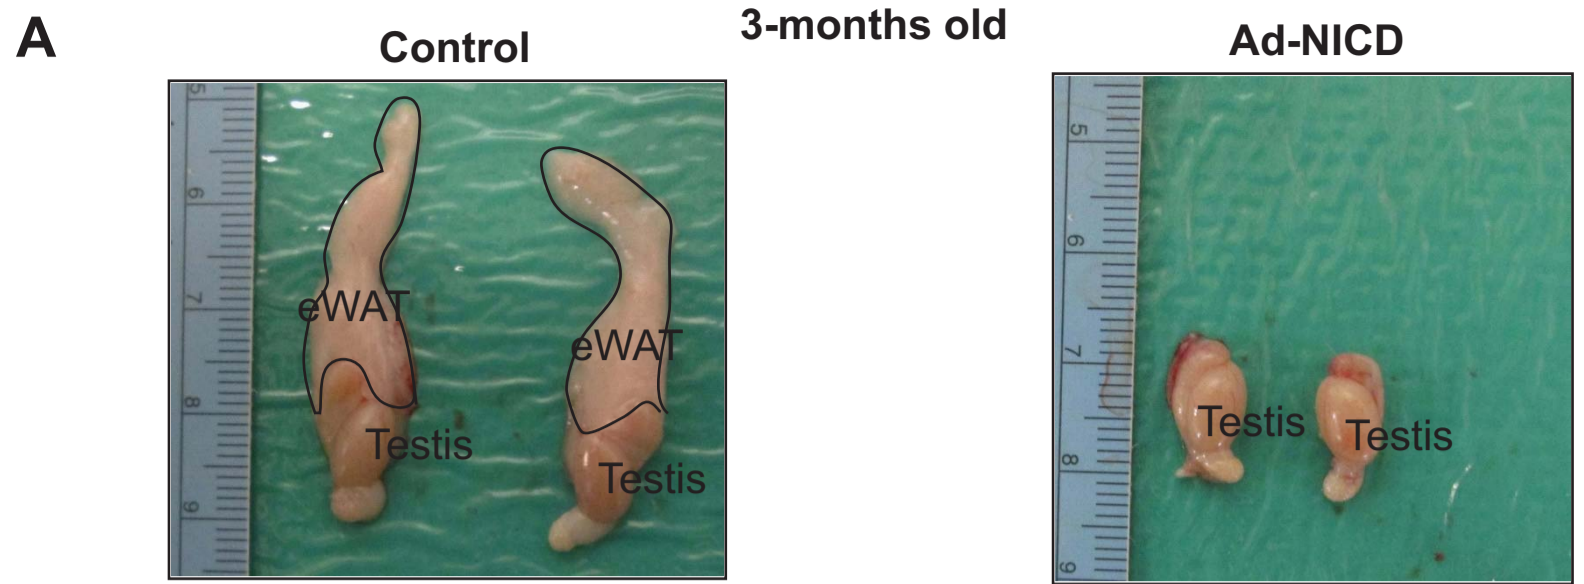 A
3-months old
Control
Ad-NICD
5
6
7
8
9
eWAT
eWAT
Testis
Testis
5
6
7
8
9
Testis
Testis